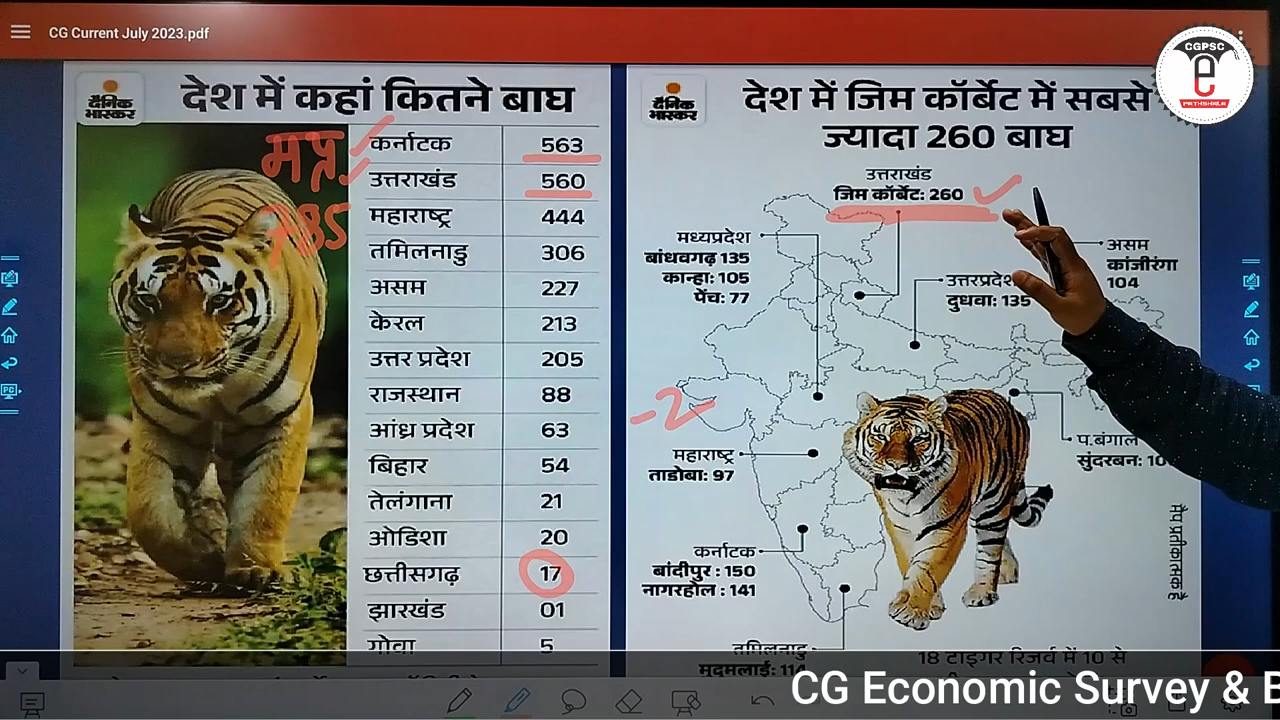 CG Current July 2023.pdf
CGPSC
e
PATHSHALA
दैनिक
भास्कर
देश में कहां कितने बाघ
मप्र
785
कर्नाटक 563
उत्तराखंड 560
महाराष्ट्र 444
तमिलनाडु 306
असम 227
केरल 213
उत्तर प्रदेश 205
राजस्थान 88
आंध्र प्रदेश 63
बिहार 54
तेलंगाना 21
ओडिशा 20
छत्तीसगढ़ 17
झारखंड 01
गोवा 5
दैनिक
भास्कर
देश में जिम कॉर्बेट में सबसे
ज्यादा 260 बाघ
उत्तराखंड
जिम कॉर्बेट: 260
मध्यप्रदेश
बांधवगढ़ 135
कान्हा: 105
पेंच: 77
उत्तरप्रदेश
दुधवा: 135
असम
कांजीरंगा
104
-2
महाराष्ट्र
ताडोबा: 97
प.बंगाल
सुंदरबन:
कर्नाटक
बांदीपुर : 150
नागरहोल : 141
मैप प्रतीकात्मक है
तमिलनाडु
मुदुमलाई: 114
18 टाइगर रिजर्व में 10 से
PC
CG Economic Survey &